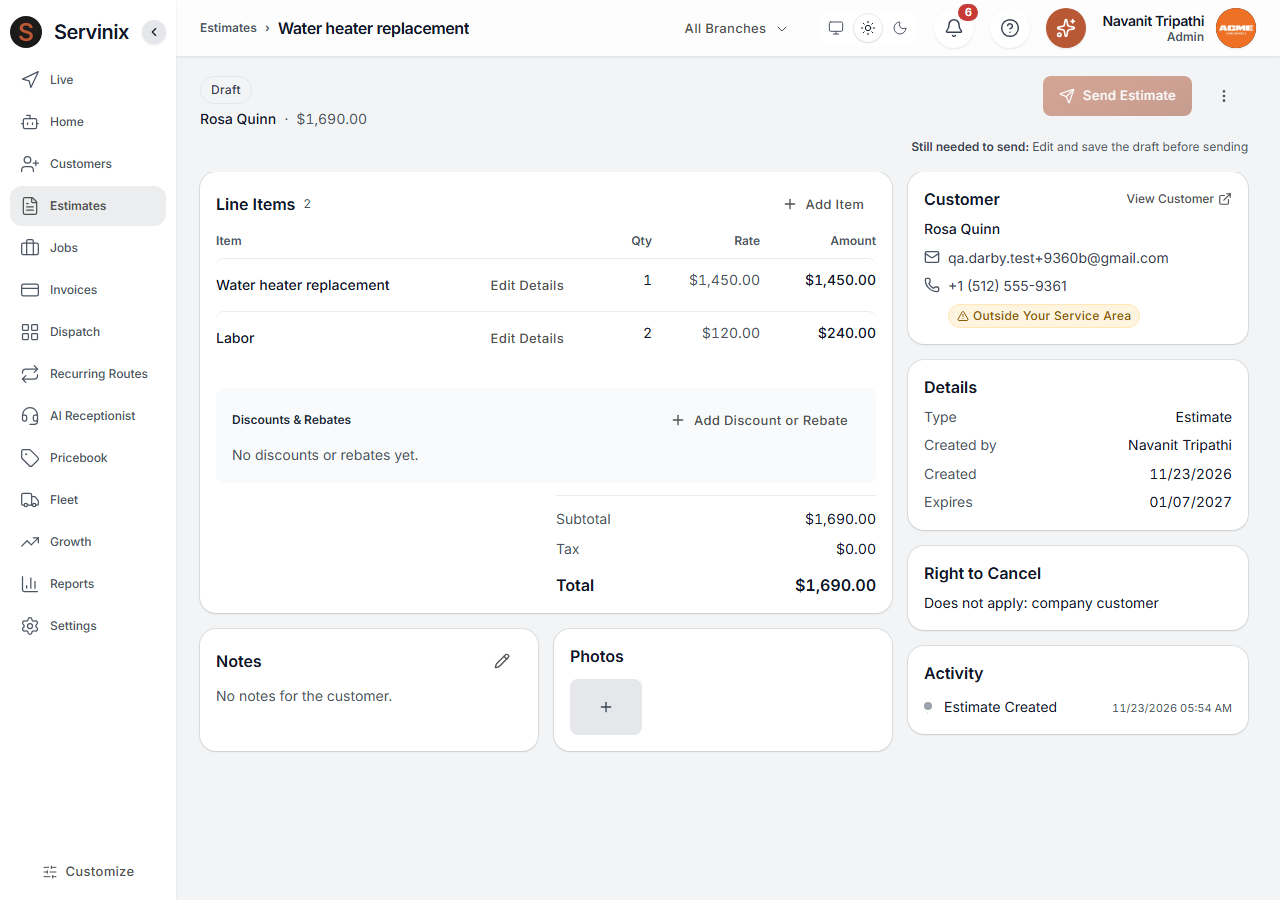 S Servinix
Live
Home
Customers
Estimates
Jobs
Invoices
Dispatch
Recurring Routes
AI Receptionist
Pricebook
Fleet
Growth
Reports
Settings
Customize
Estimates › Water heater replacement
All Branches
6
Navanit Tripathi
Admin
ACME
Draft
Rosa Quinn · $1,690.00
Send Estimate
Still needed to send: Edit and save the draft before sending
Line Items 2
+ Add Item
Item Qty Rate Amount
Water heater replacement Edit Details 1 $1,450.00 $1,450.00
Labor Edit Details 2 $120.00 $240.00
Discounts & Rebates
+ Add Discount or Rebate
No discounts or rebates yet.
Subtotal $1,690.00
Tax $0.00
Total $1,690.00
Notes
No notes for the customer.
Photos
+
Customer
View Customer
Rosa Quinn
qa.darby.test+9360b@gmail.com
+1 (512) 555-9361
Outside Your Service Area
Details
Type Estimate
Created by Navanit Tripathi
Created 11/23/2026
Expires 01/07/2027
Right to Cancel
Does not apply: company customer
Activity
Estimate Created 11/23/2026 05:54 AM